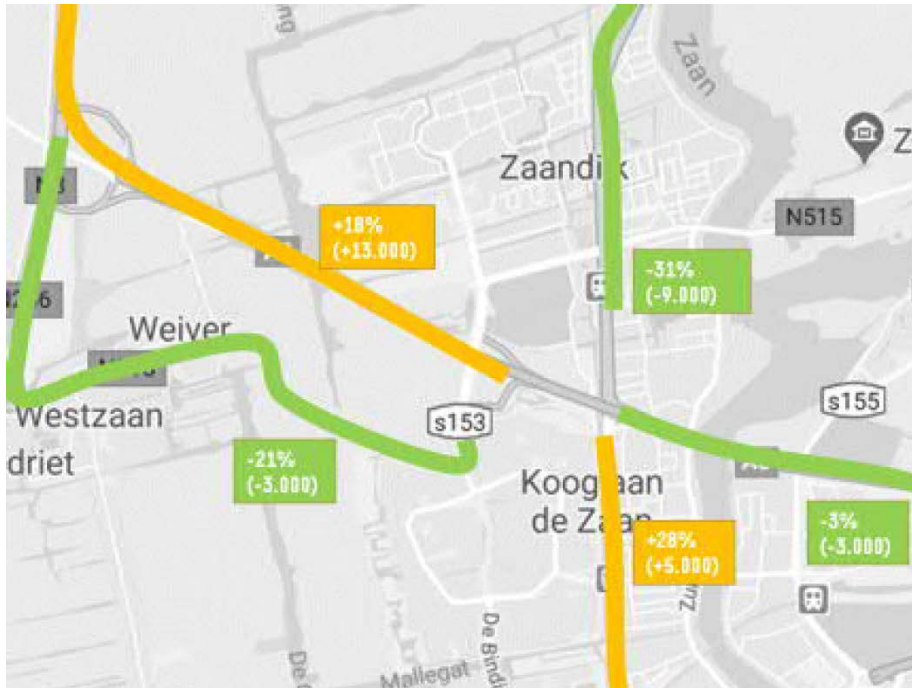 Zaan
Zaandijk
Z
N515
+18%
(+13.000)
-31%
(-9.000)
Weiver
Westzaan
driet
s153
s155
-21%
(-3.000)
Koog aan
de Zaan
+28%
(+5.000)
-3%
(-3.000)
Mallegat